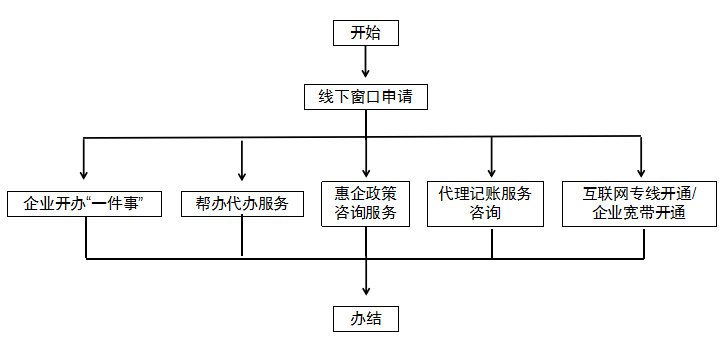 开始
线下窗口申请
企业开办“一件事”
帮办代办服务
惠企政策
咨询服务
代理记账服务
咨询
互联网专线开通/
企业宽带开通
办结